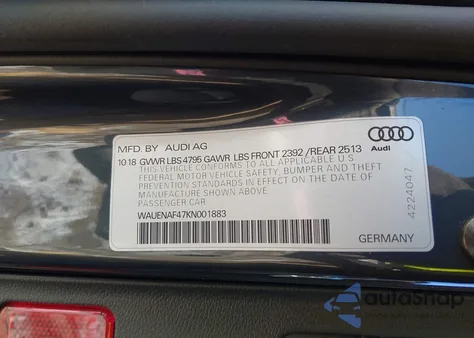 MFD. BY AUDI AG
10 18 GVWR LBS 4795 GAWR LBS FRONT 2392 / REAR 2513
THIS VEHICLE CONFORMS TO ALL APPLICABLE U S
FEDERAL MOTOR VEHICLE SAFETY, BUMPER AND THEFT
PREVENTION STANDARDS IN EFFECT ON THE DATE OF
MANUFACTURE SHOWN ABOVE.
PASSENGER CAR
WAUENAF47KN001883
Audi
4224047
GERMANY
autoSnap